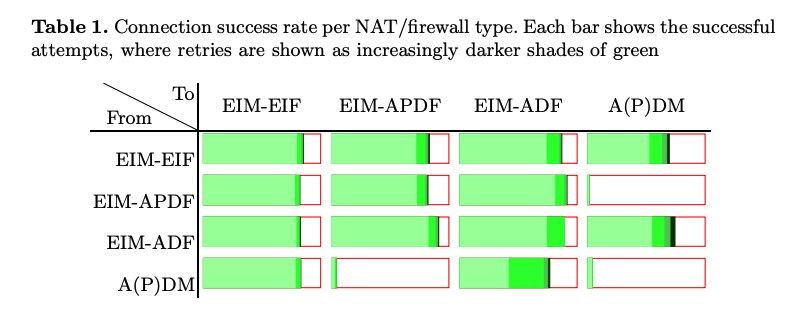 Table 1. Connection success rate per NAT/firewall type. Each bar shows the successful
attempts, where retries are shown as increasingly darker shades of green
To
From
EIM-EIF EIM-APDF EIM-ADF A(P)DM
EIM-EIF
EIM-APDF
EIM-ADF
A(P)DM